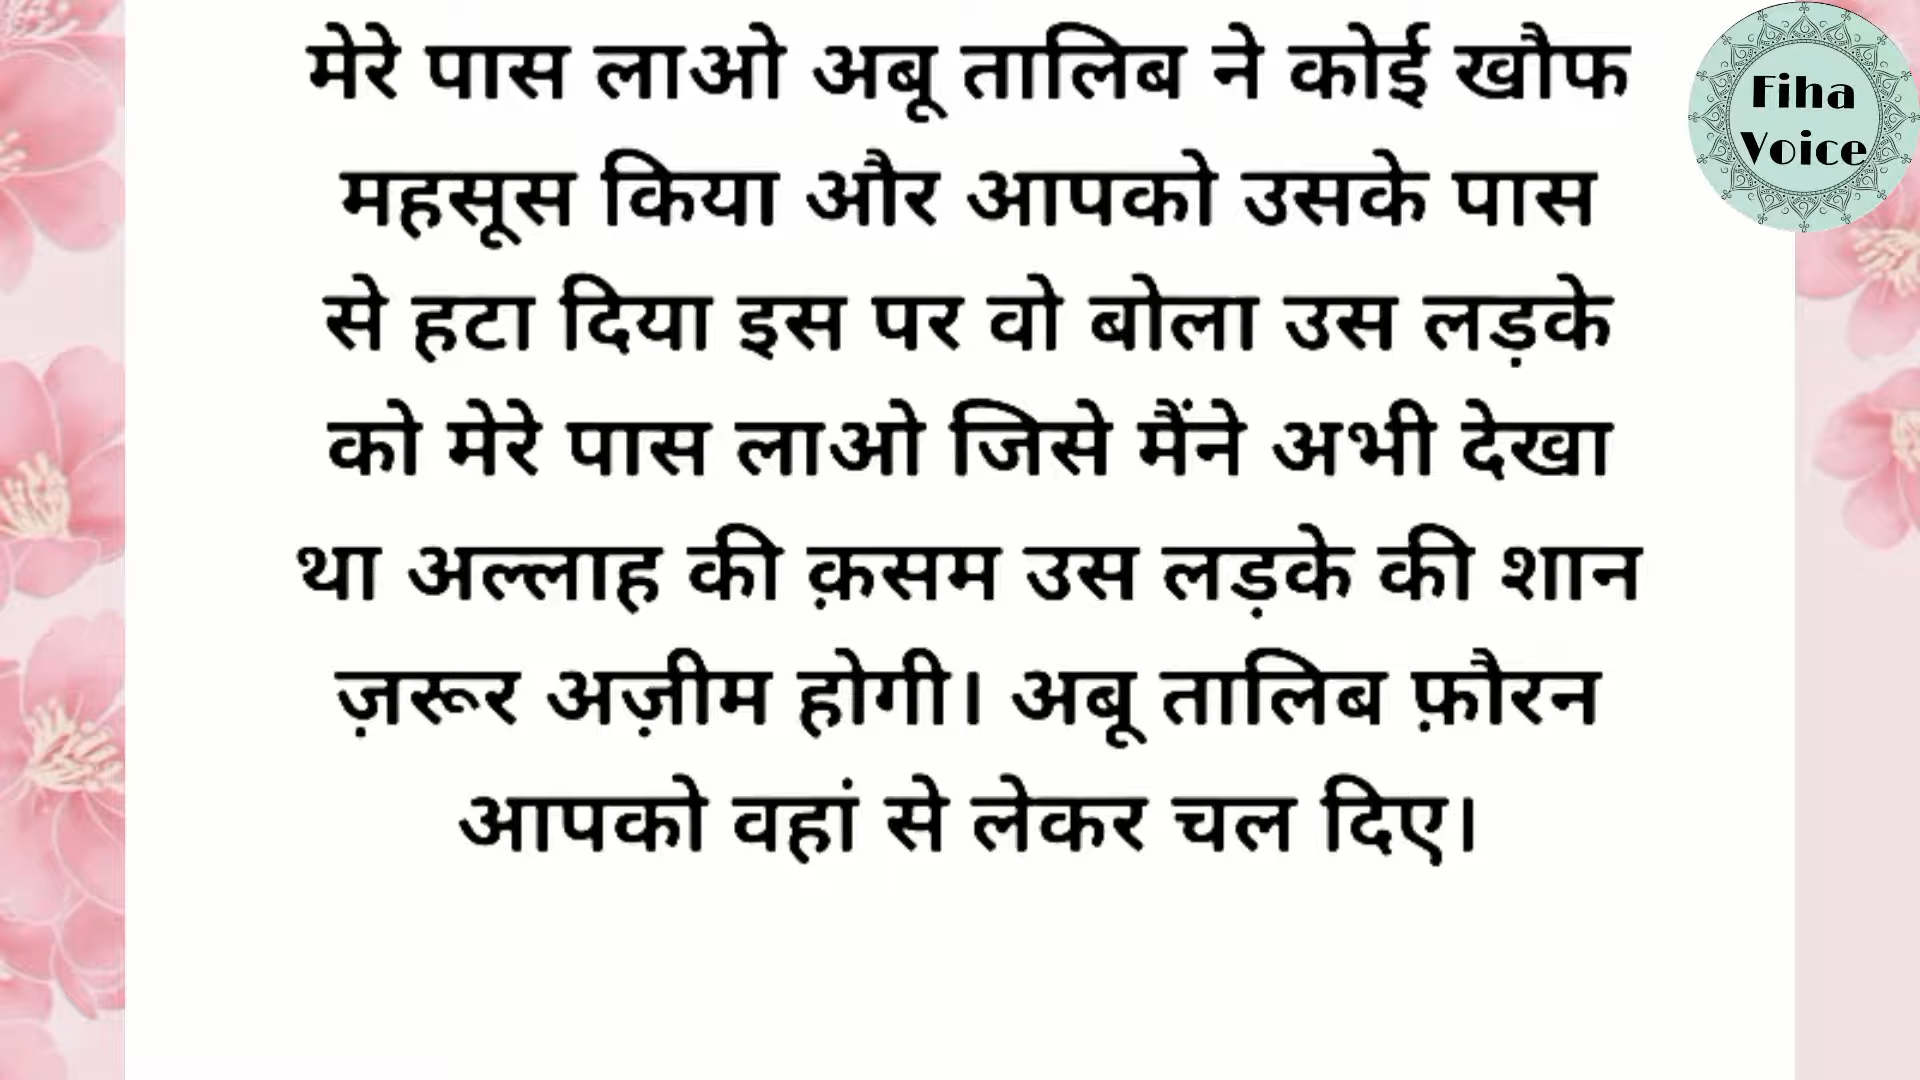 मेरे पास लाओ अबू तालिब ने कोई खौफ
महसूस किया और आपको उसके पास
से हटा दिया इस पर वो बोला उस लड़के
को मेरे पास लाओ जिसे मैंने अभी देखा
था अल्लाह की क़सम उस लड़के की शान
ज़रूर अज़ीम होगी। अबू तालिब फ़ौरन
आपको वहां से लेकर चल दिए।
Fiha
Voice